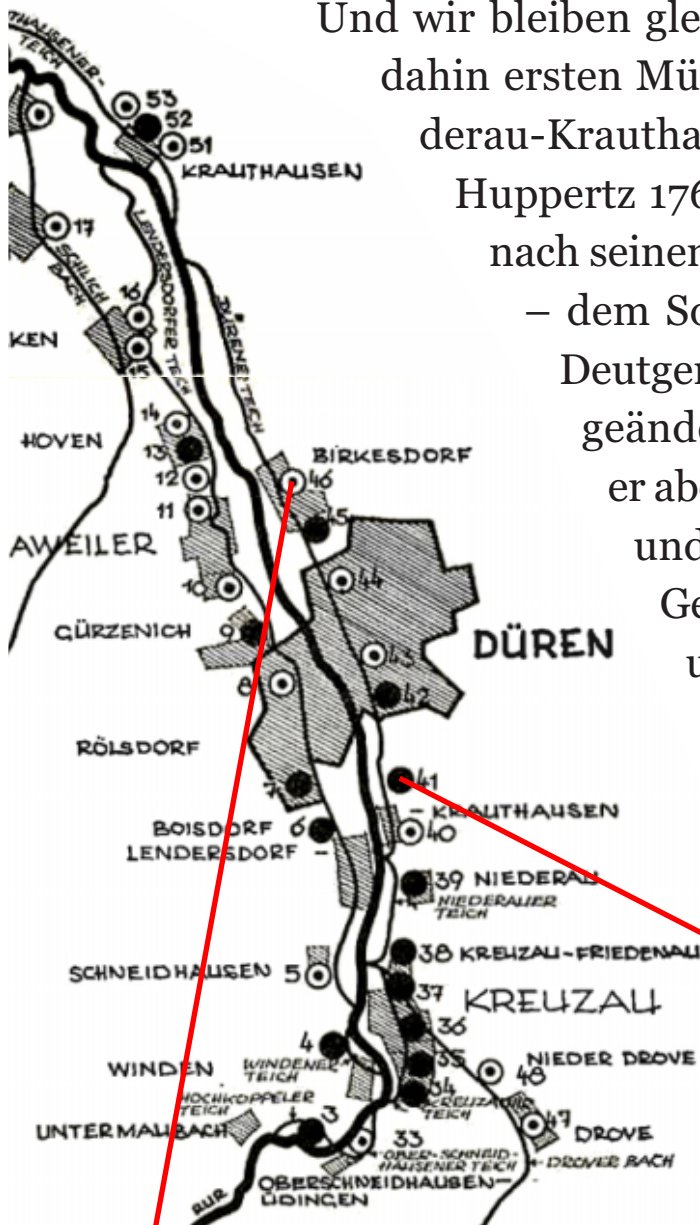 Und wir bleiben gle
dahin ersten Mü
derau-Krautha
Huppertz 176
nach seiner
– dem So
Deutger
geände
er ab
und
Ge
u
THAUSENER-
TEICH
53
52
51
KRAUTHAUSEN
17
SCHLICH
BACH
LENDERSDORFER TEICH
DÜRENER TEICH
16
15
KEN
14
HOVEN
13
12
11
BIRKESDORF
46
45
AWEILER
10
44
GÜRZENICH
9
DÜREN
43
8
42
RÖLSDORF
7
41
KRAUTHAUSEN
BOISDORF 6
40
LENDERSDORF –
39 NIEDERAU
NIEDERAUER
TEICH
38 KREUZAU-FRIEDENAU
SCHNEIDHAUSEN 5
37
KREUZAU
36
4
35
NIEDER DROVE
WINDEN
WINDENER
TEICH
48
34
HOCHKOPPELER
TEICH
KREUZAUER
TEICH
3
47
UNTERMAUBACH
33
DROVE
OBER-SCHNEID-
HAUSENER TEICH
DROVER BACH
OBERSCHNEIDHAUSEN-
ÜDINGEN
RUR